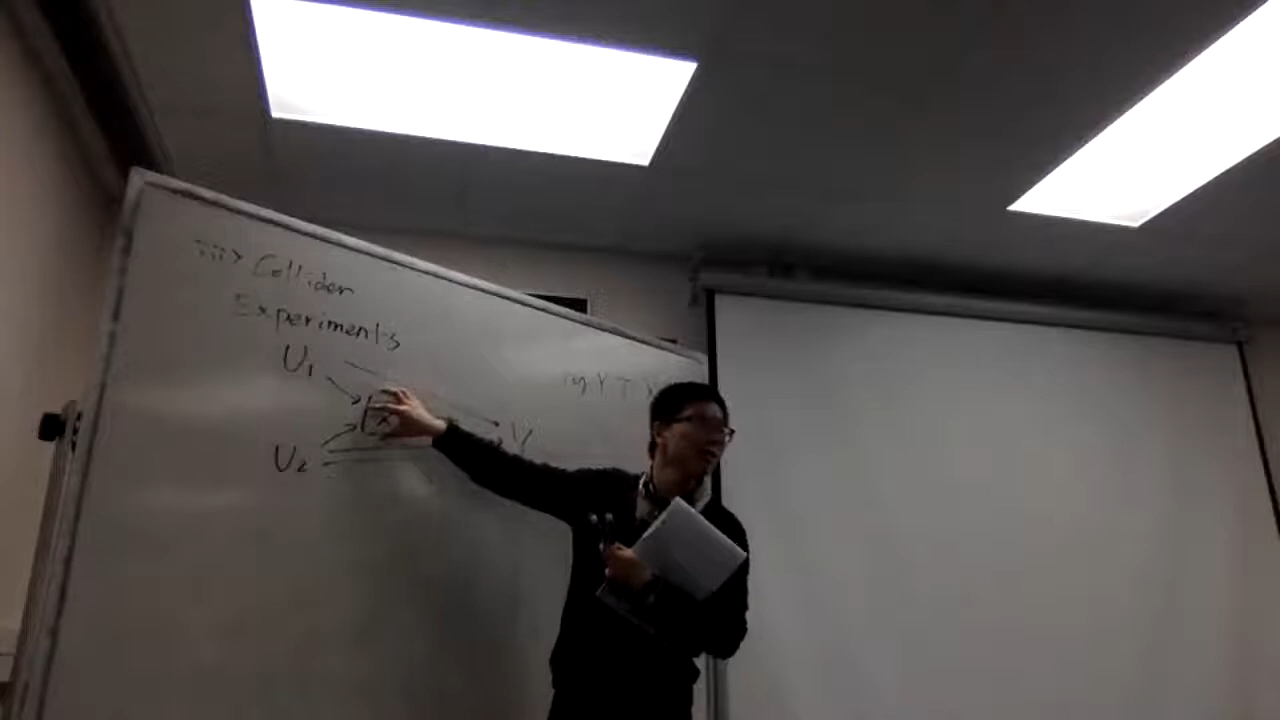 iii> Collider
Experiments
U₁
X
Y
U₂